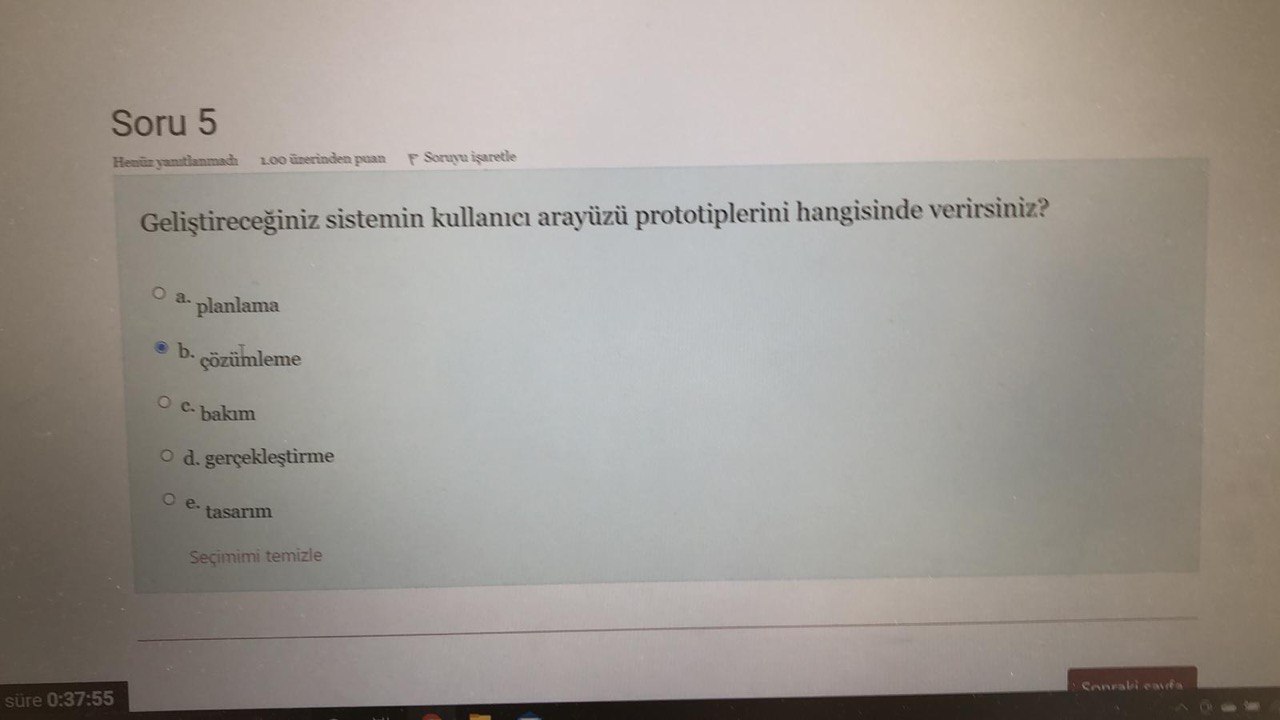 Soru 5
Henüz yanıtlanmadı 1.00 üzerinden puan Soruyu işaretle
Geliştireceğiniz sistemin kullanıcı arayüzü prototiplerini hangisinde verirsiniz?
a. planlama
b. çözümleme
c. bakım
d. gerçekleştirme
e. tasarım
Seçimimi temizle
Sonraki sayfa
süre 0:37:55